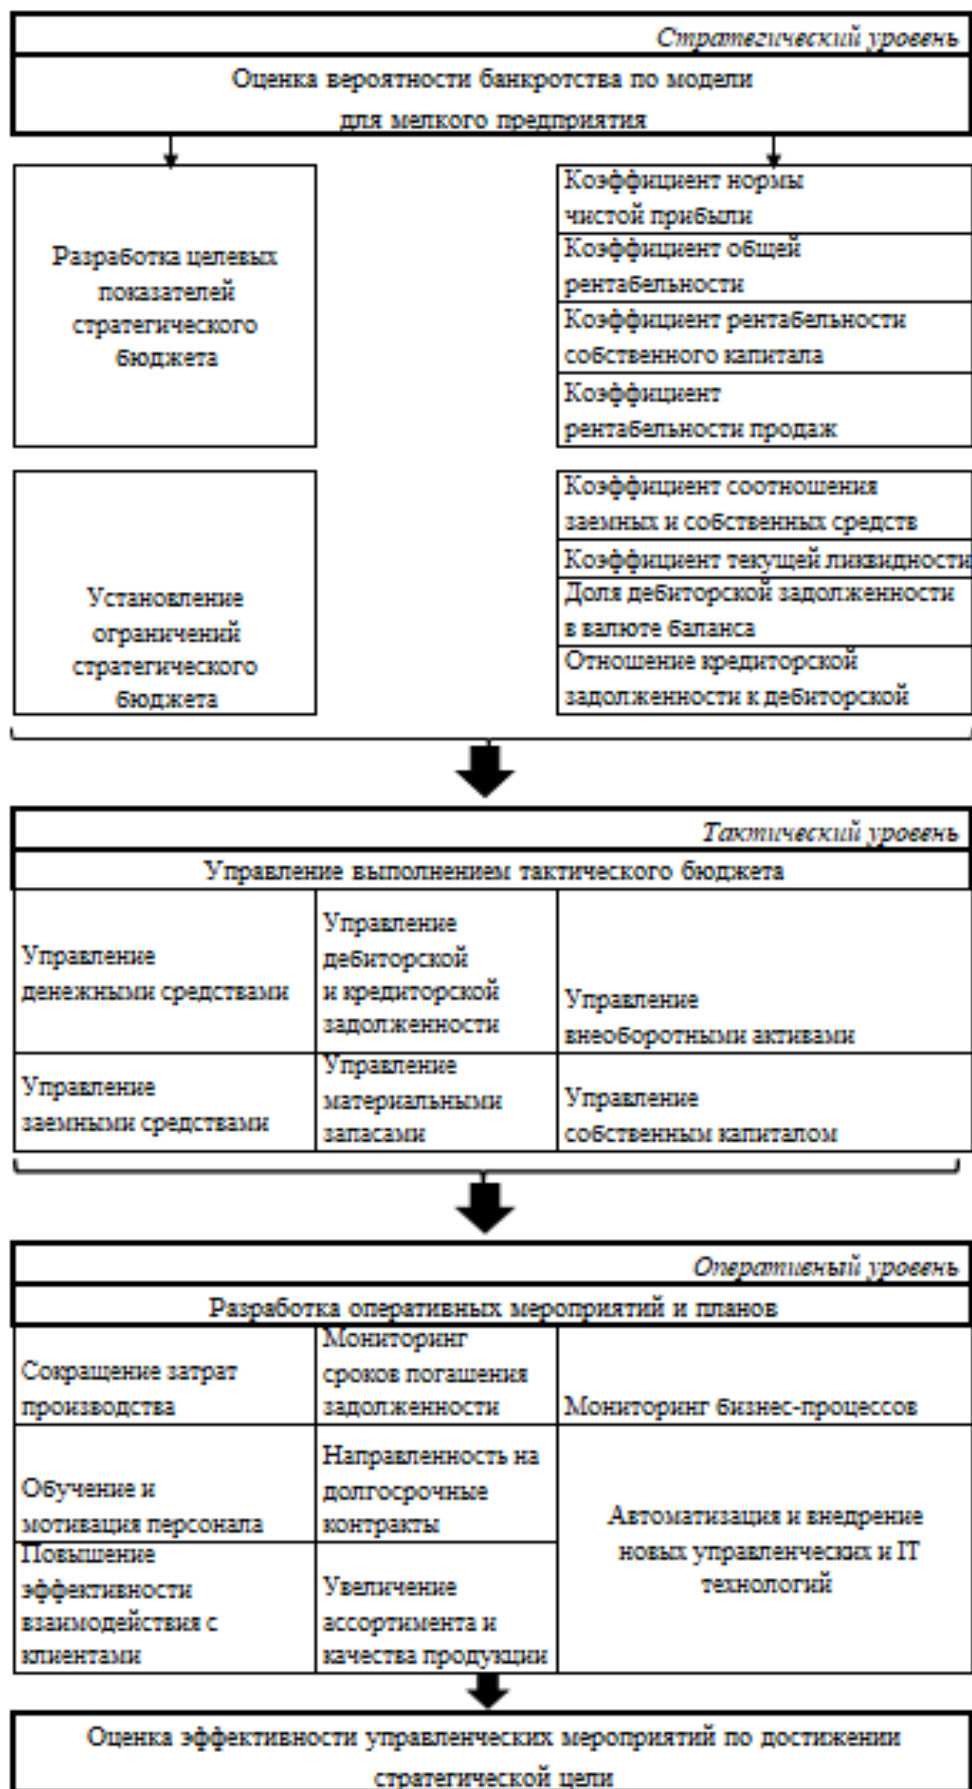 Стратегический уровень
Оценка вероятности банкротства по модели
для мелкого предприятия
Разработка целевых
показателей
стратегического
бюджета
Коэффициент нормы
чистой прибыли
Коэффициент общей
рентабельности
Коэффициент рентабельности
собственного капитала
Коэффициент
рентабельности продаж
Установление
ограничений
стратегического
бюджета
Коэффициент соотношения
заемных и собственных средств
Коэффициент текущей ликвидности
Доля дебиторской задолженности
в валюте баланса
Отношение кредиторской
задолженности к дебиторской
Тактический уровень
Управление выполнением тактического бюджета
Управление
денежными средствами
Управление
дебиторской
и кредиторской
задолженности
Управление
внеоборотными активами
Управление
заемными средствами
Управление
материальными
запасами
Управление
собственным капиталом
Оперативный уровень
Разработка оперативных мероприятий и планов
Сокращение затрат
производства
Мониторинг
сроков погашения
задолженности
Мониторинг бизнес-процессов
Обучение и
мотивация персонала
Направленность на
долгосрочные
контракты
Автоматизация и внедрение
новых управленческих и IT
технологий
Повышение
эффективности
взаимодействия с
клиентами
Увеличение
ассортимента и
качества продукции
Оценка эффективности управленческих мероприятий по достижении
стратегической цели